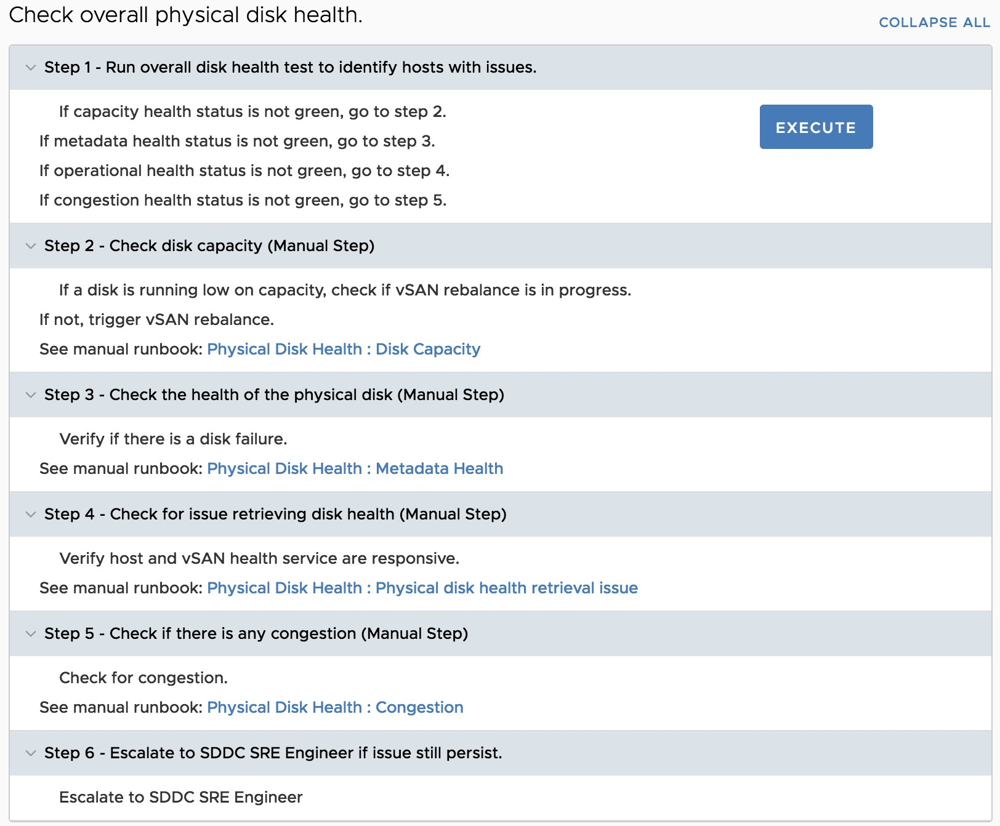 Check overall physical disk health.
COLLAPSE ALL
Step 1 - Run overall disk health test to identify hosts with issues.
If capacity health status is not green, go to step 2.
EXECUTE
If metadata health status is not green, go to step 3.
If operational health status is not green, go to step 4.
If congestion health status is not green, go to step 5.
Step 2 - Check disk capacity (Manual Step)
If a disk is running low on capacity, check if vSAN rebalance is in progress.
If not, trigger vSAN rebalance.
See manual runbook: Physical Disk Health : Disk Capacity
Step 3 - Check the health of the physical disk (Manual Step)
Verify if there is a disk failure.
See manual runbook: Physical Disk Health : Metadata Health
Step 4 - Check for issue retrieving disk health (Manual Step)
Verify host and vSAN health service are responsive.
See manual runbook: Physical Disk Health : Physical disk health retrieval issue
Step 5 - Check if there is any congestion (Manual Step)
Check for congestion.
See manual runbook: Physical Disk Health : Congestion
Step 6 - Escalate to SDDC SRE Engineer if issue still persist.
Escalate to SDDC SRE Engineer